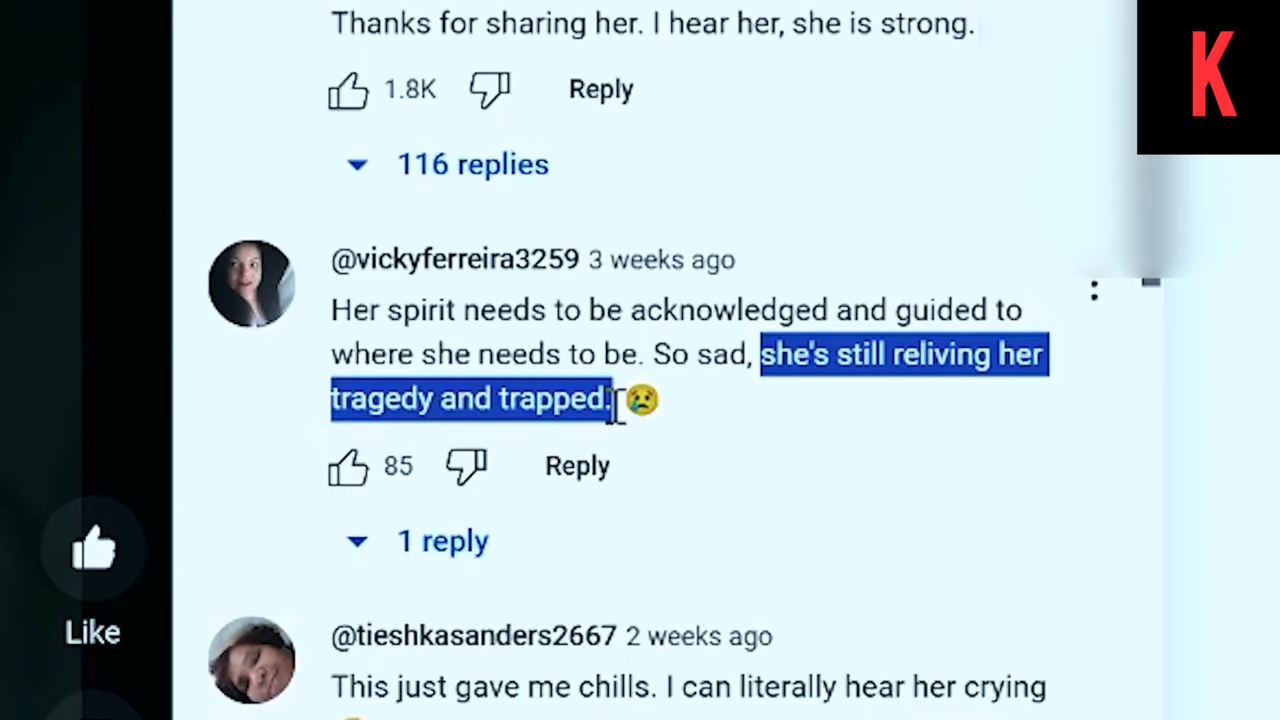 Thanks for sharing her. I hear her, she is strong.
1.8K Reply
116 replies
@vickyferreira3259 3 weeks ago
Her spirit needs to be acknowledged and guided to
where she needs to be. So sad, she's still reliving her
tragedy and trapped. 😢
85 Reply
1 reply
Like
@tieshkasanders2667 2 weeks ago
This just gave me chills. I can literally hear her crying
K